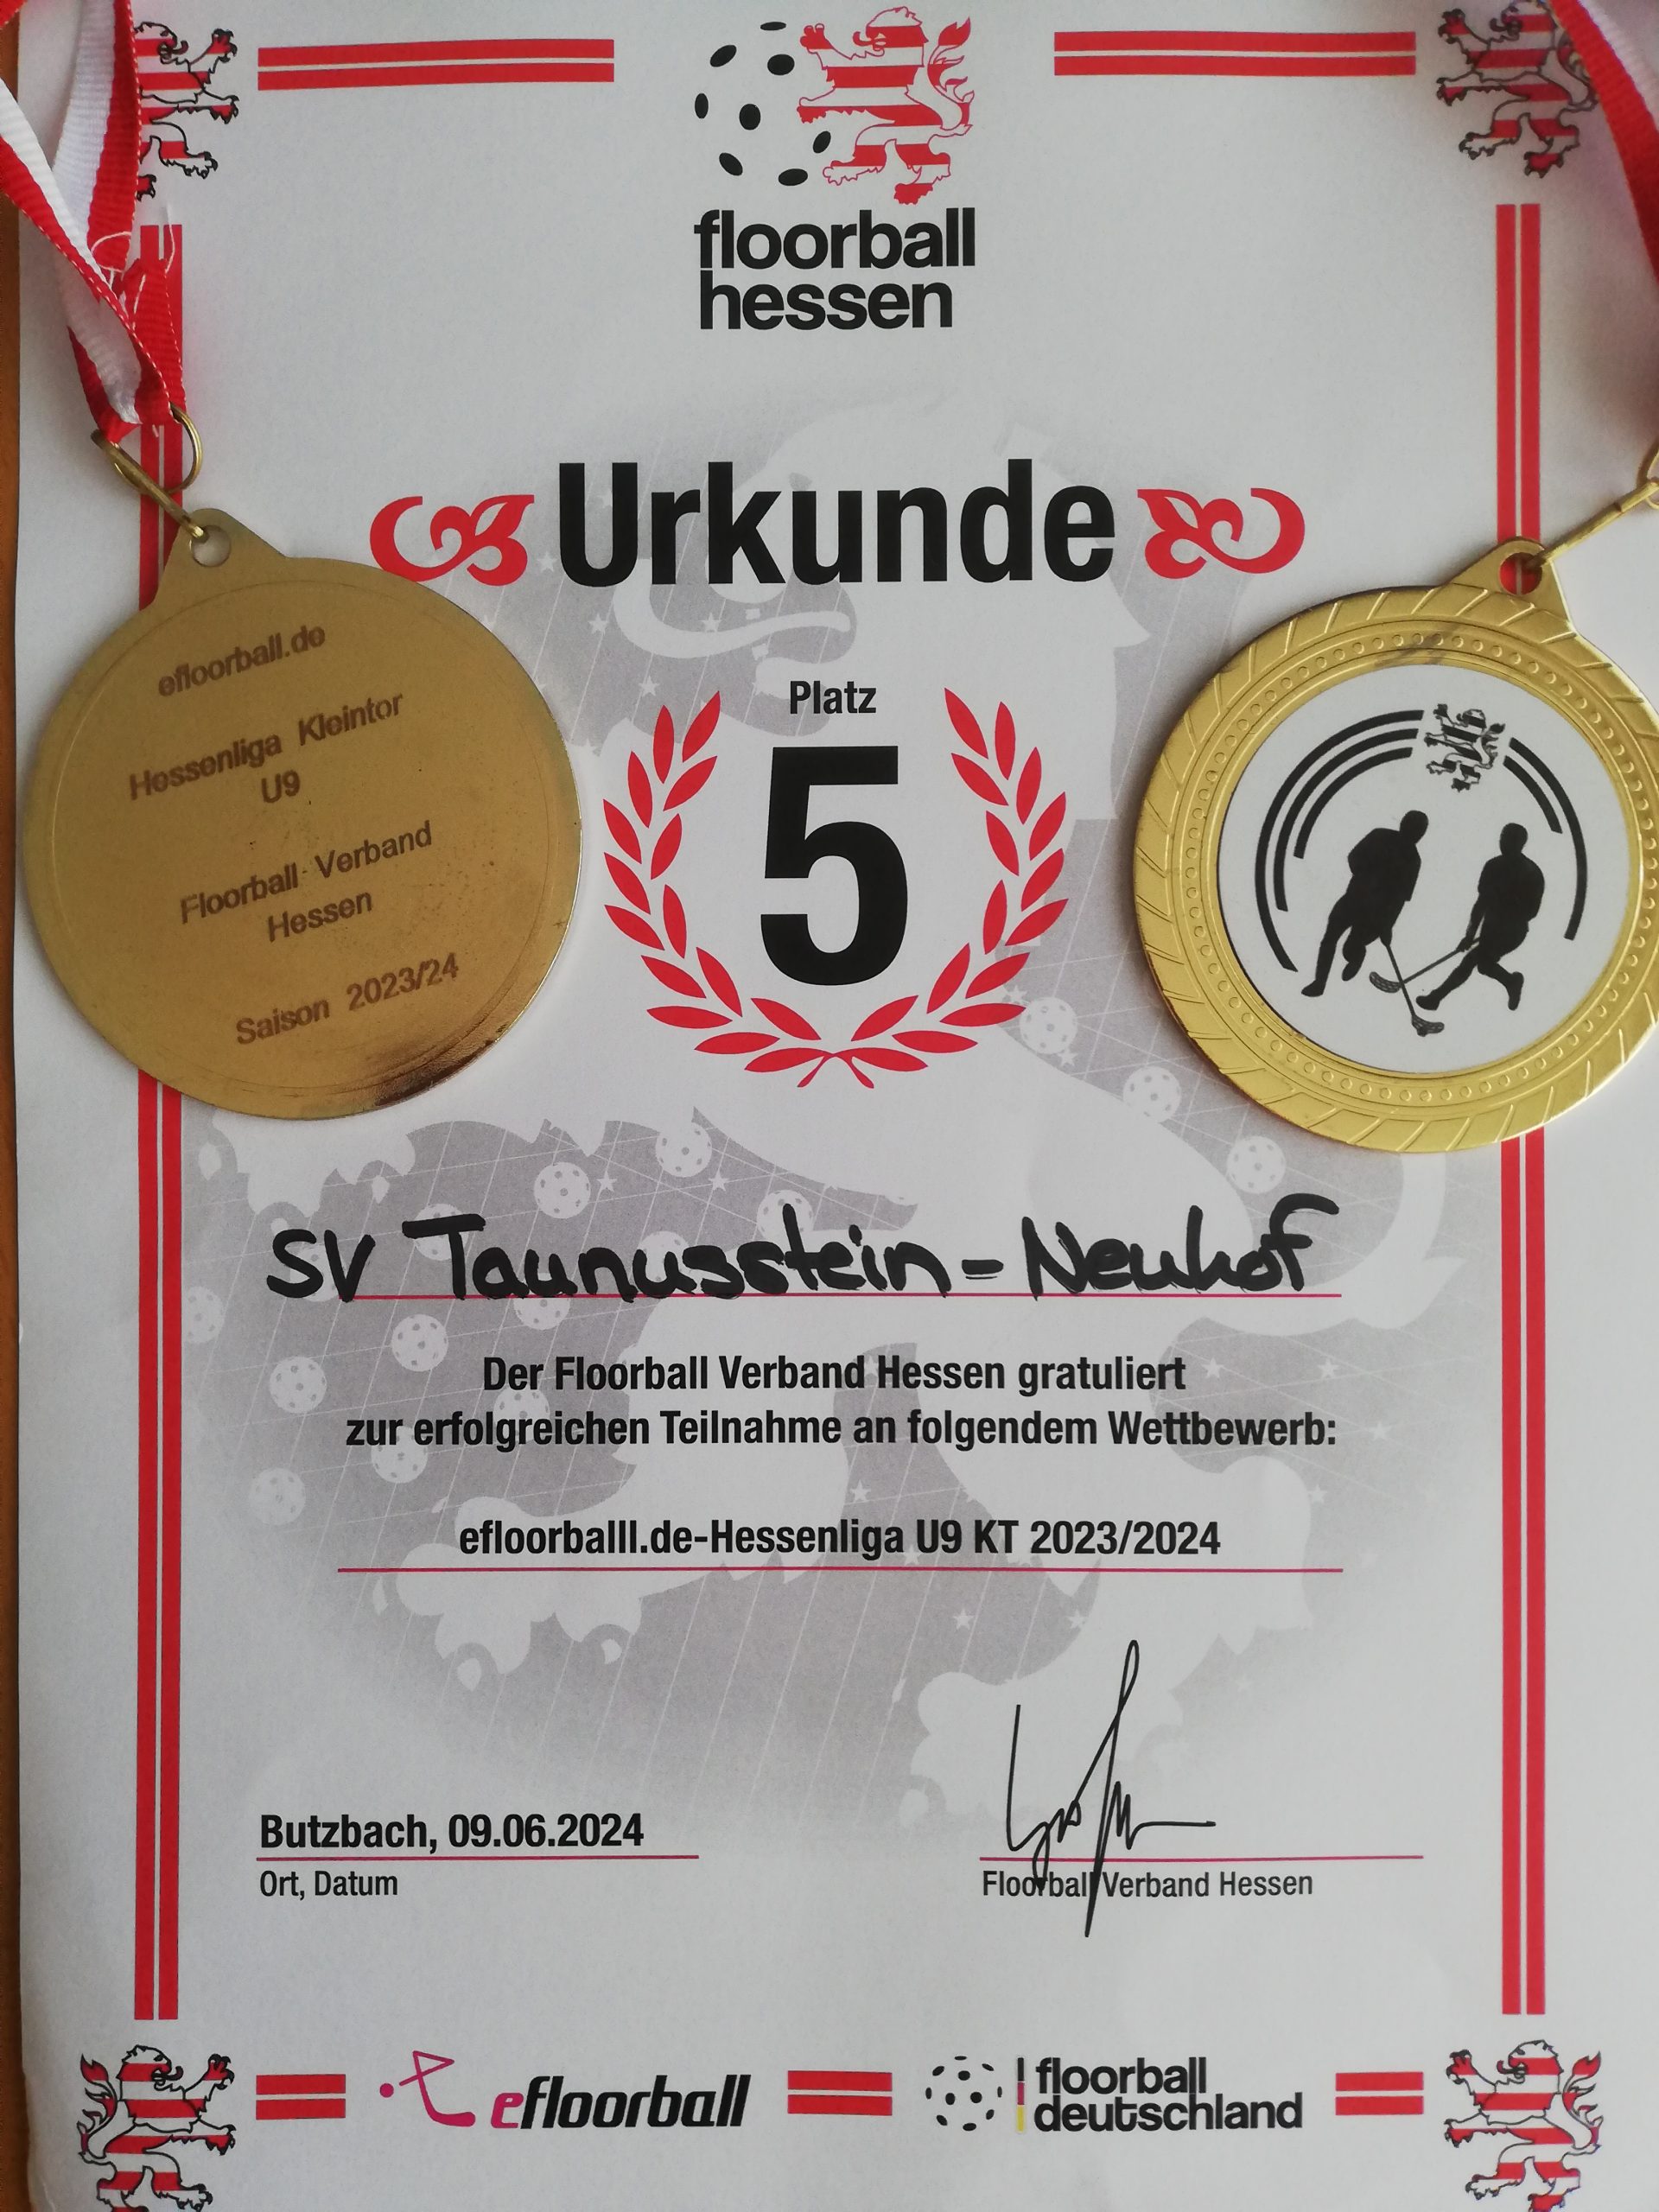 floorball
hessen
Urkunde
Platz
5
efloorball.de
Hessenliga Kleintor
U9
Floorball Verband
Hessen
Saison 2023/24
SV Taunusstein-Neuhof
Der Floorball Verband Hessen gratuliert
zur erfolgreichen Teilnahme an folgendem Wettbewerb:
efloorballl.de-Hessenliga U9 KT 2023/2024
Butzbach, 09.06.2024
Ort, Datum
Floorball Verband Hessen
efloorball
floorball
deutschland